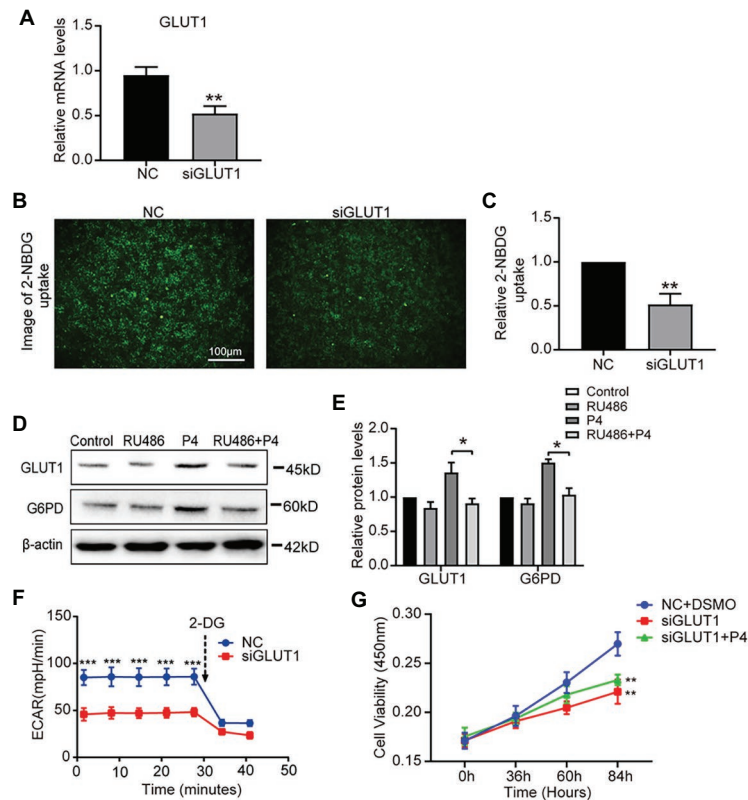 A
GLUT1
Relative mRNA levels
1.5
1.0
0.5
0.0
**
NC
siGLUT1
B
NC
siGLUT1
Image of 2-NBDG
uptake
100μm
C
Relative 2-NBDG
uptake
1.5
1.0
0.5
0.0
**
NC
siGLUT1
D
Control RU486 P4 RU486+P4
GLUT1
45kD
G6PD
60kD
β-actin
42kD
E
Control
RU486
P4
RU486+P4
Relative protein levels
2.0
1.5
1.0
0.5
0.0
*
*
GLUT1
G6PD
F
ECAR(mpH/min)
150
100
50
0
*** *** *** *** ***
2-DG
NC
siGLUT1
0 10 20 30 40 50
Time (minutes)
G
NC+DSMO
siGLUT1
siGLUT1+P4
Cell Viability (450nm)
0.30
0.25
0.20
0.15
**
**
0h 36h 60h 84h
Time (Hours)